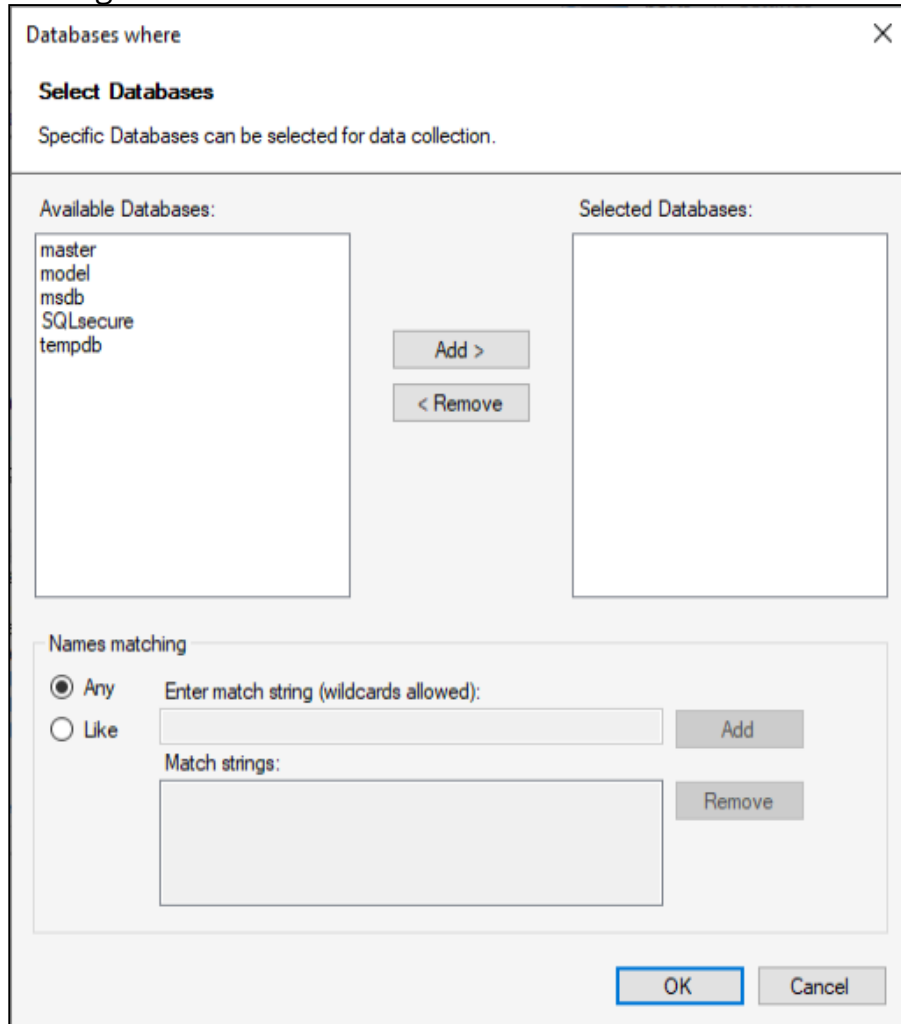 Databases where
Select Databases
Specific Databases can be selected for data collection.
Available Databases:
Selected Databases:
master
model
msdb
SQLsecure
tempdb
Add >
< Remove
Names matching
Any
Enter match string (wildcards allowed):
Like
Add
Match strings:
Remove
OK
Cancel